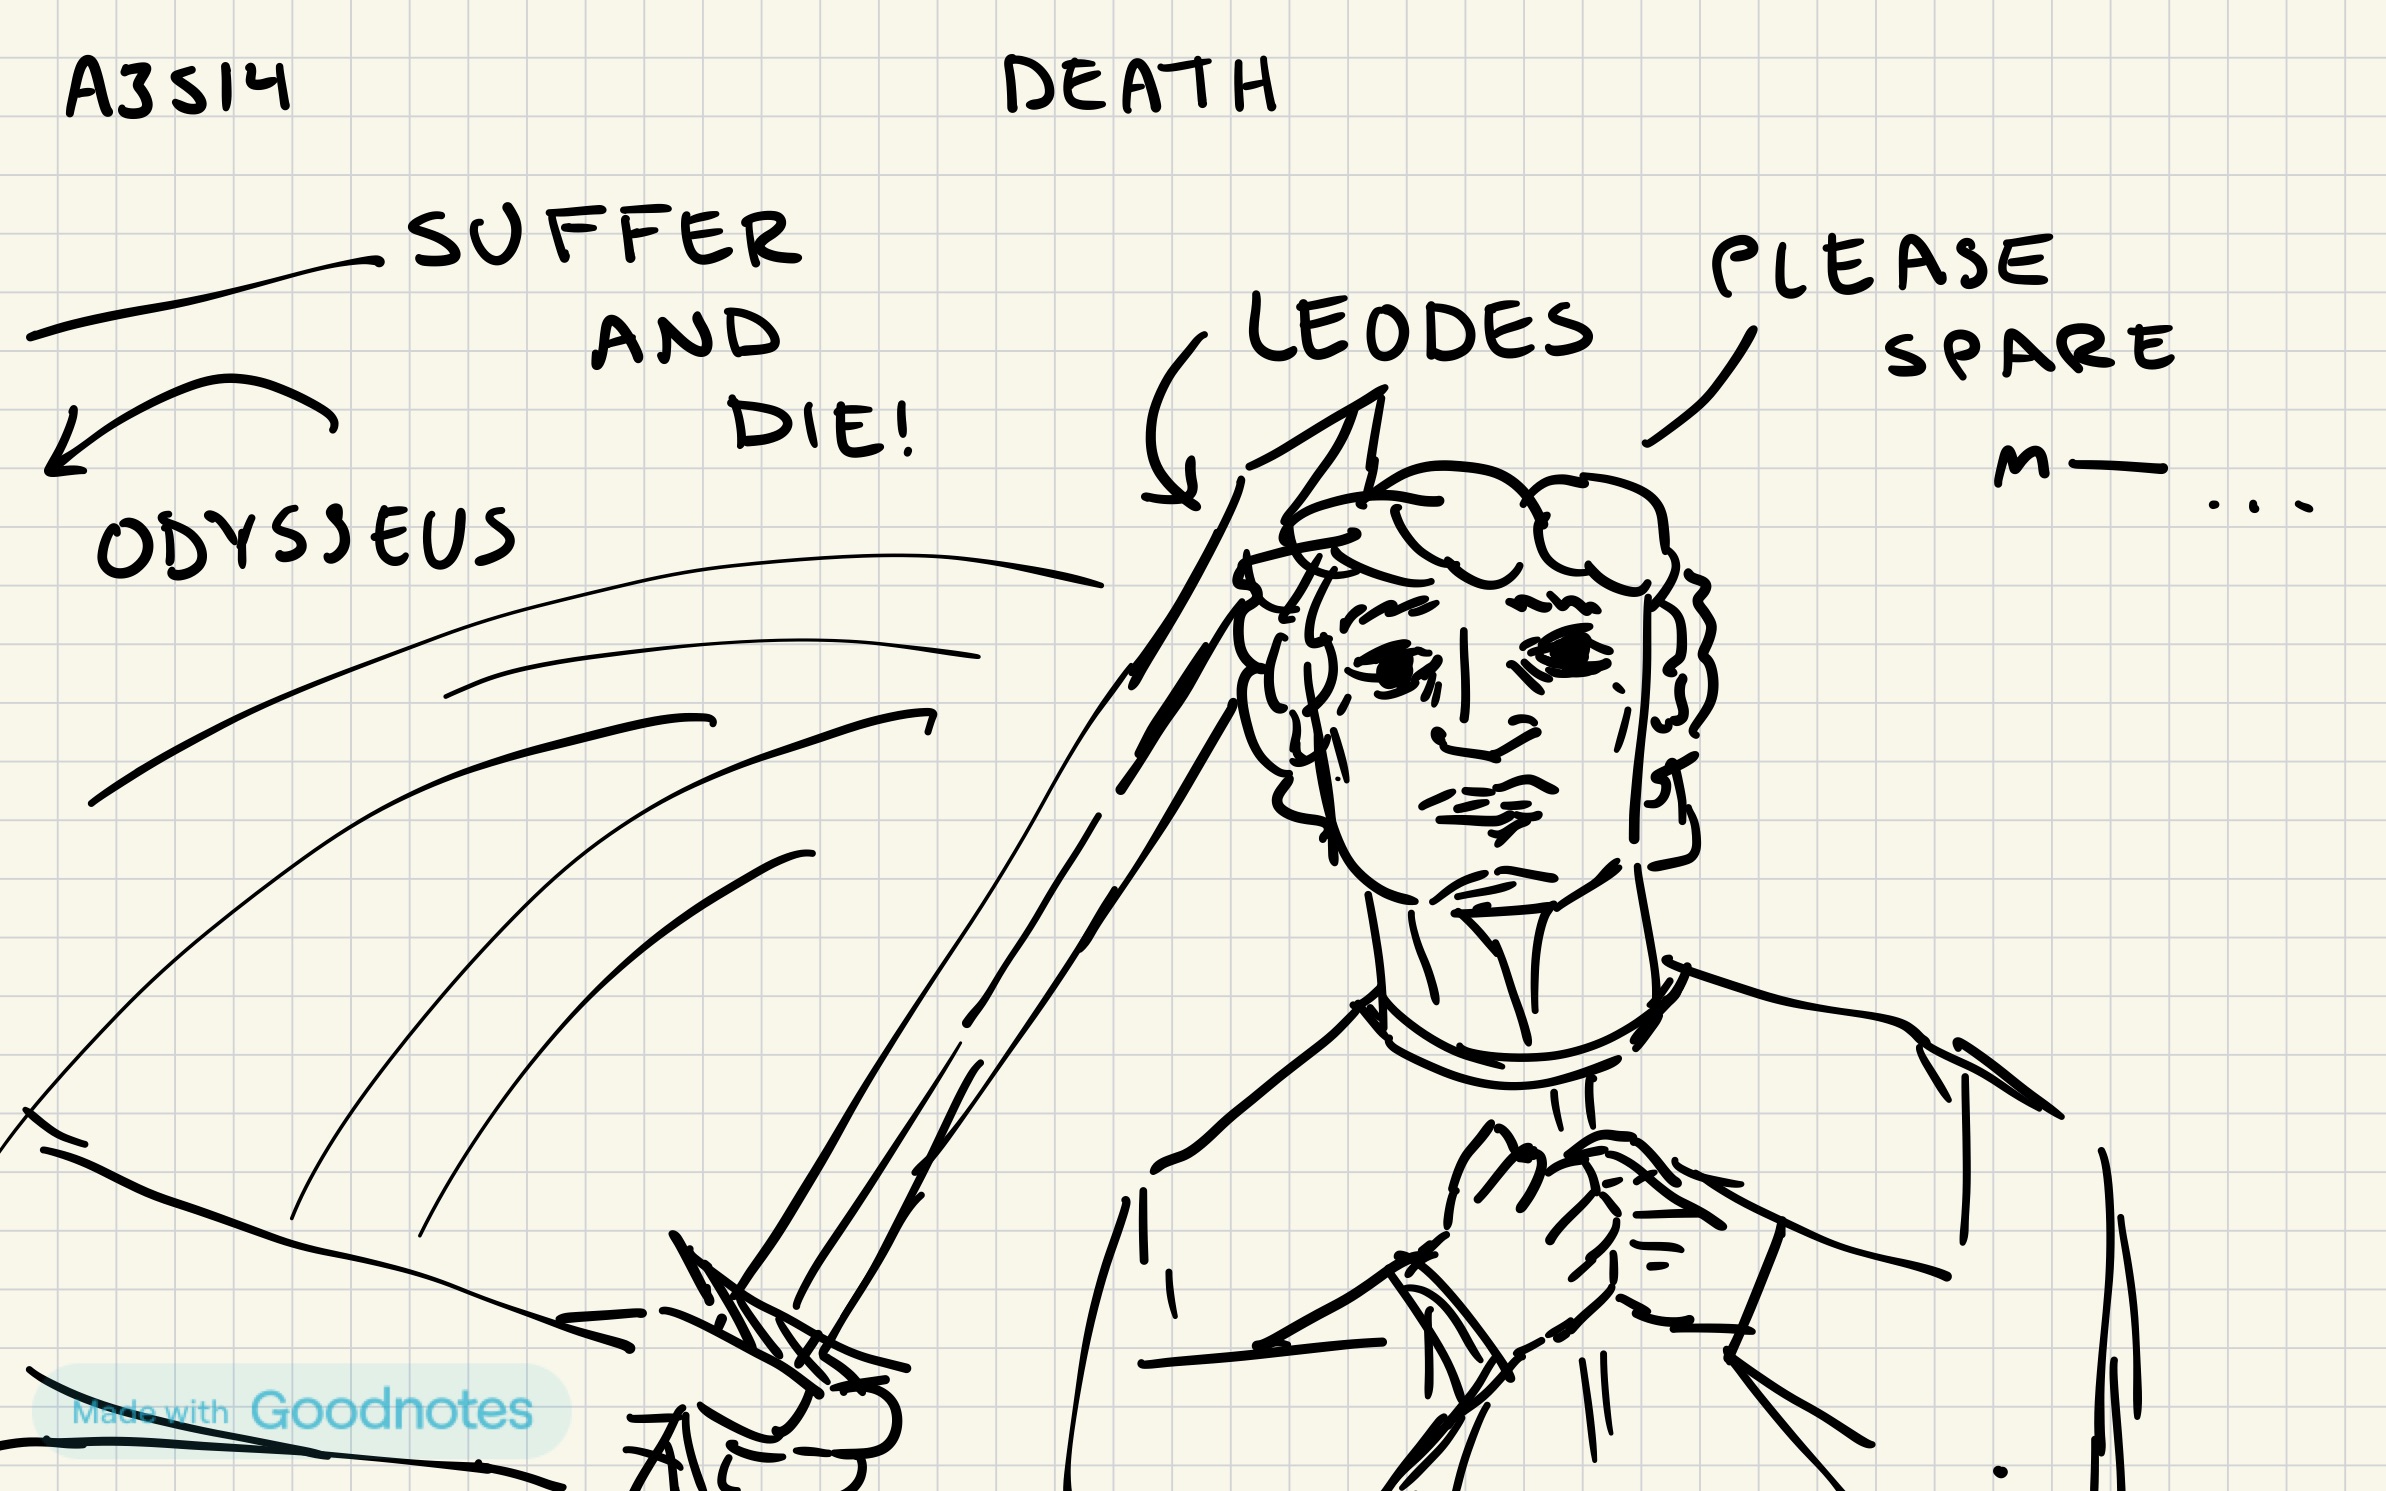 A3S14
DEATH
SUFFER
AND
DIE!
ODYSSEUS
LEODES
PLEASE
SPARE
M— ...
Made with Goodnotes